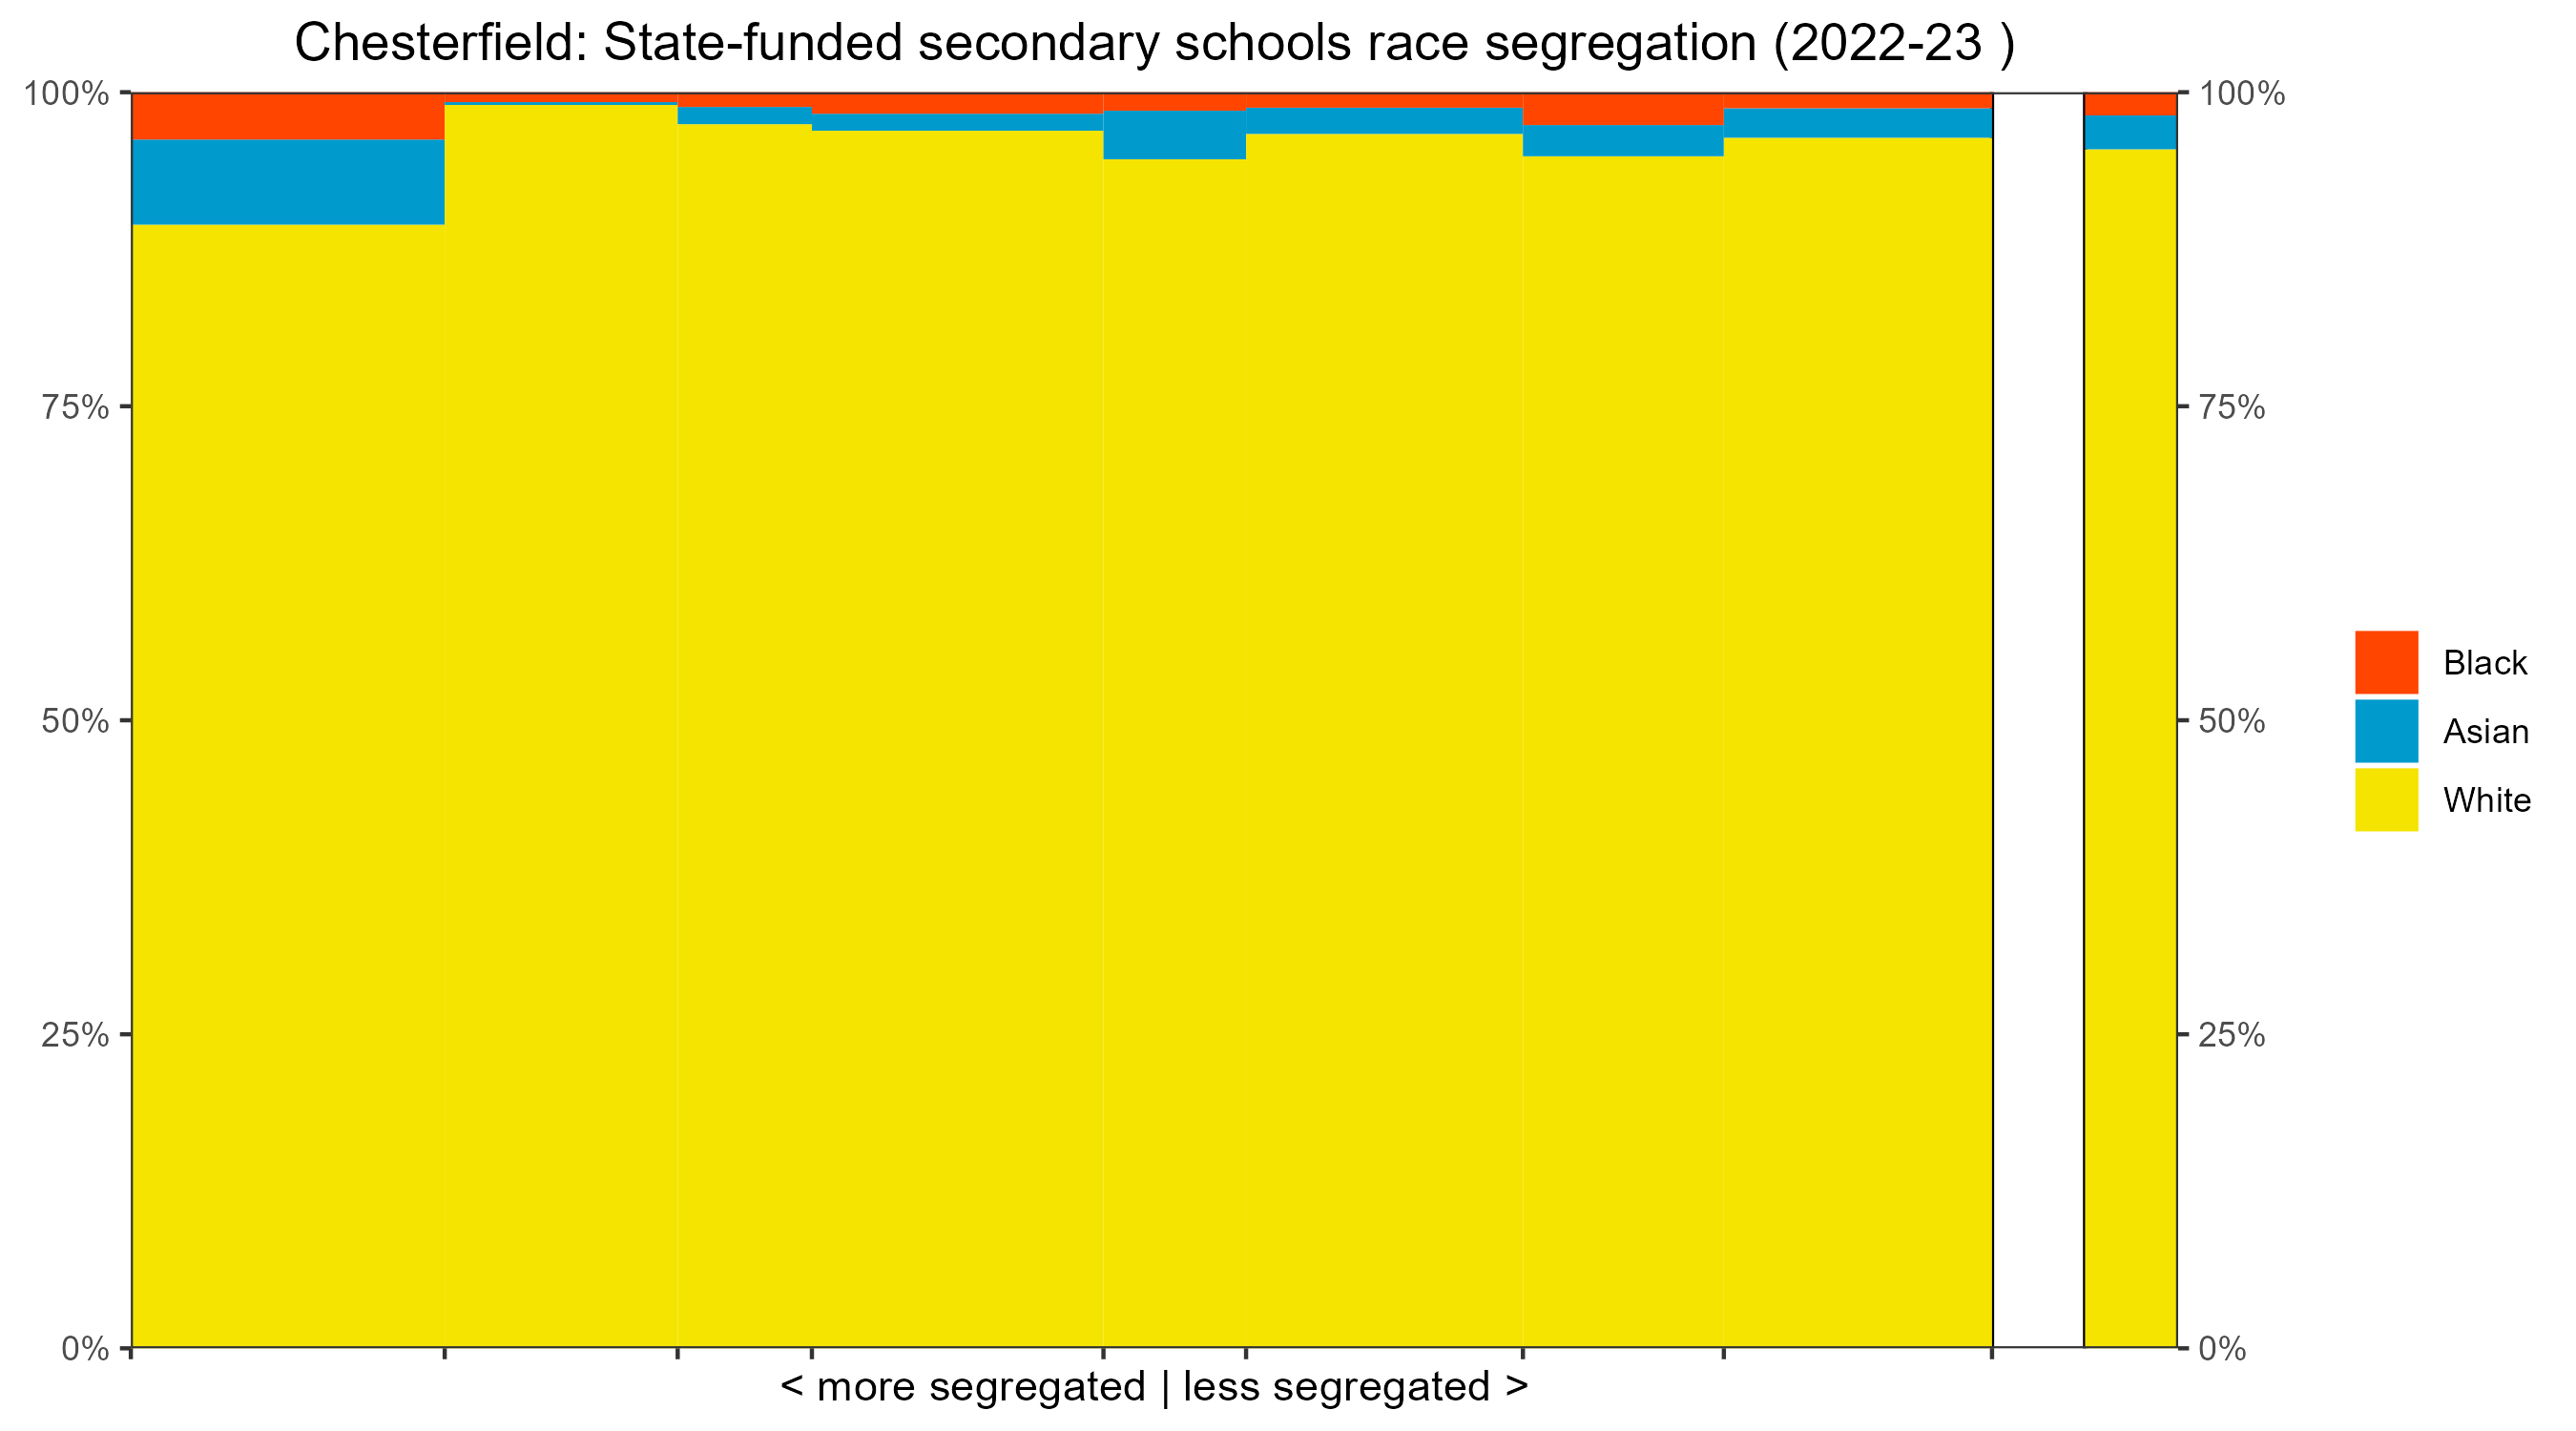 Chesterfield: State-funded secondary schools race segregation (2022-23 )
100%
75%
50%
25%
0%
100%
75%
50%
25%
0%
Black
Asian
White
< more segregated | less segregated >